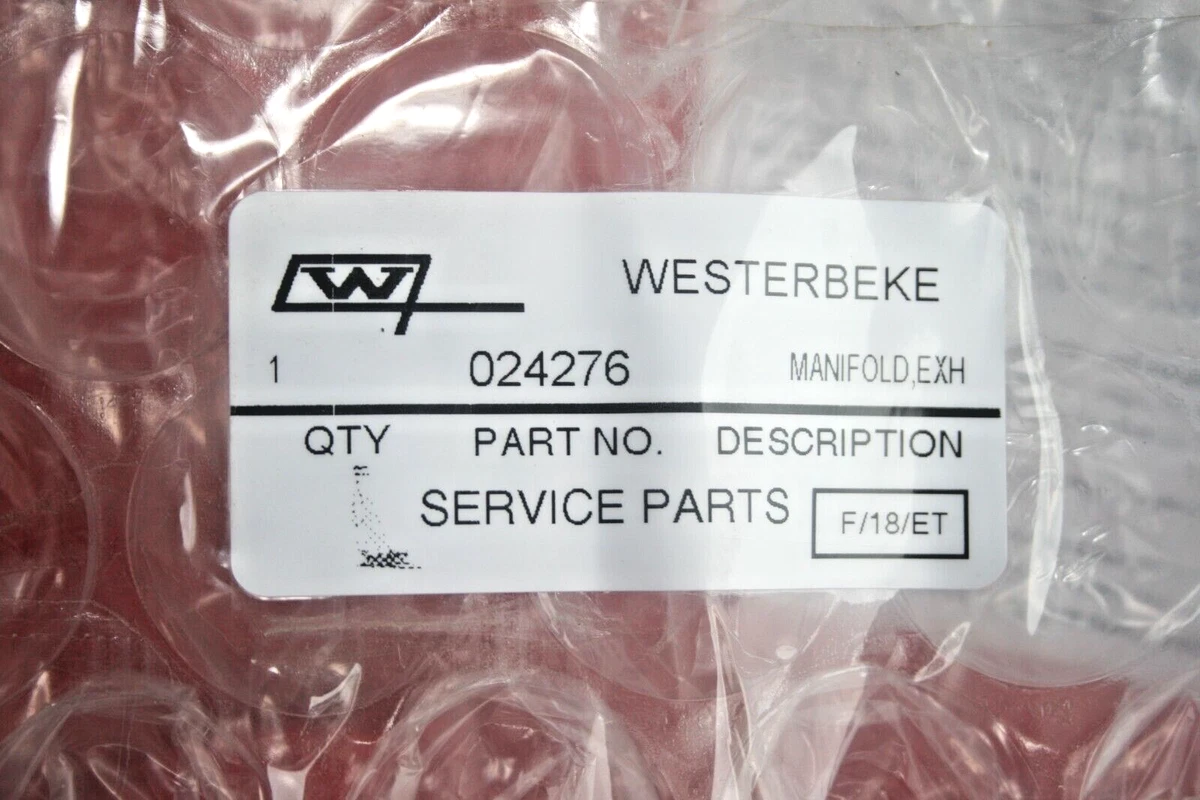 W WESTERBEKE
1 024276 MANIFOLD,EXH
QTY PART NO. DESCRIPTION
SERVICE PARTS F/18/ET